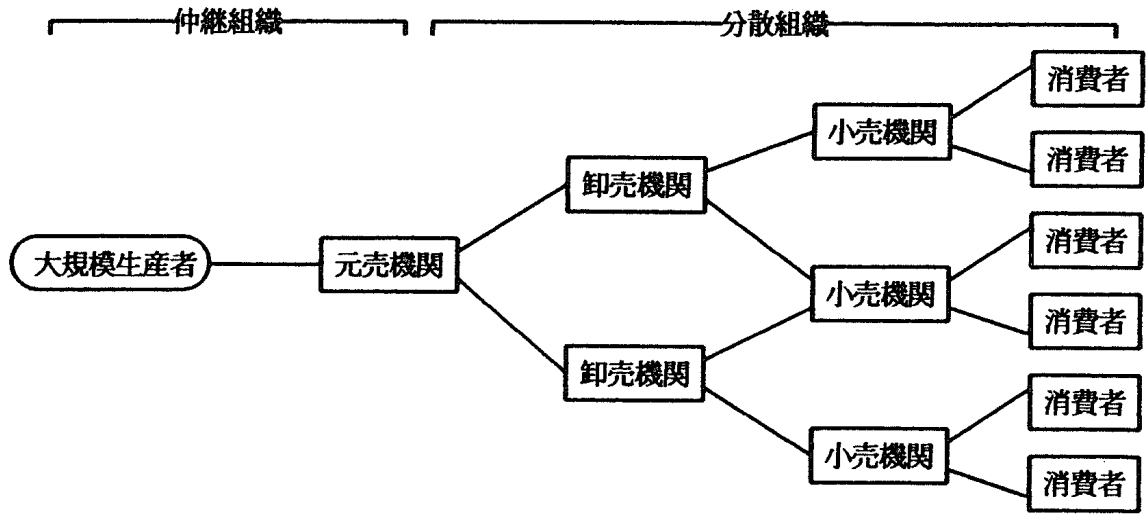 仲継組織
分散組織
大規模生産者
元売機関
卸売機関
卸売機関
小売機関
小売機関
小売機関
消費者
消費者
消費者
消費者
消費者
消費者